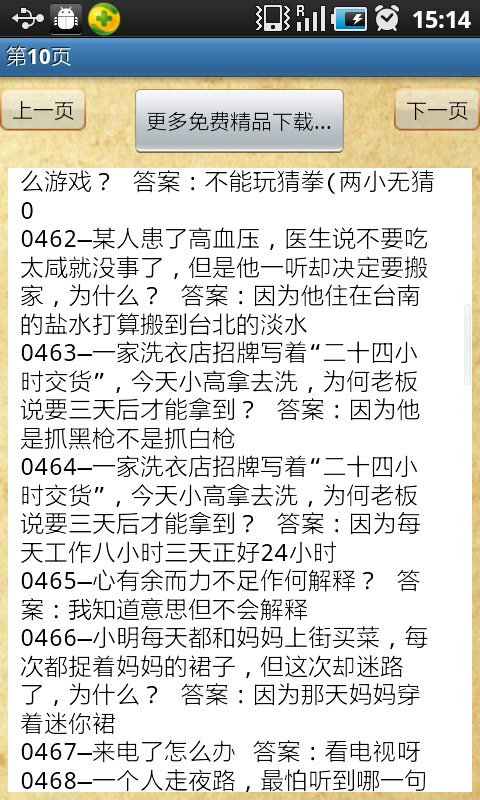 15:14
第10页
上一页
更多免费精品下载...
下一页
么游戏？ 答案：不能玩猜拳(两小无猜
0
0462—某人患了高血压，医生说不要吃
太咸就没事了，但是他一听却决定要搬
家，为什么？ 答案：因为他住在台南
的盐水打算搬到台北的淡水
0463—一家洗衣店招牌写着“二十四小
时交货”，今天小高拿去洗，为何老板
说要三天后才能拿到？ 答案：因为他
是抓黑枪不是抓白枪
0464—一家洗衣店招牌写着“二十四小
时交货”，今天小高拿去洗，为何老板
说要三天后才能拿到？ 答案：因为每
天工作八小时三天正好24小时
0465—心有余而力不足作何解释？ 答
案：我知道意思但不会解释
0466—小明每天都和妈妈上街买菜，每
次都捉着妈妈的裙子，但这次却迷路
了，为什么？ 答案：因为那天妈妈穿
着迷你裙
0467—来电了怎么办 答案：看电视呀
0468—一个人走夜路，最怕听到哪一句